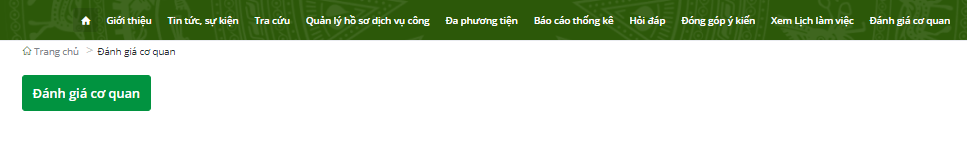 Giới thiệu Tin tức, sự kiện Tra cứu Quản lý hồ sơ dịch vụ công Đa phương tiện Báo cáo thống kê Hỏi đáp Đóng góp ý kiến Xem Lịch làm việc Đánh giá cơ quan
Trang chủ > Đánh giá cơ quan
Đánh giá cơ quan